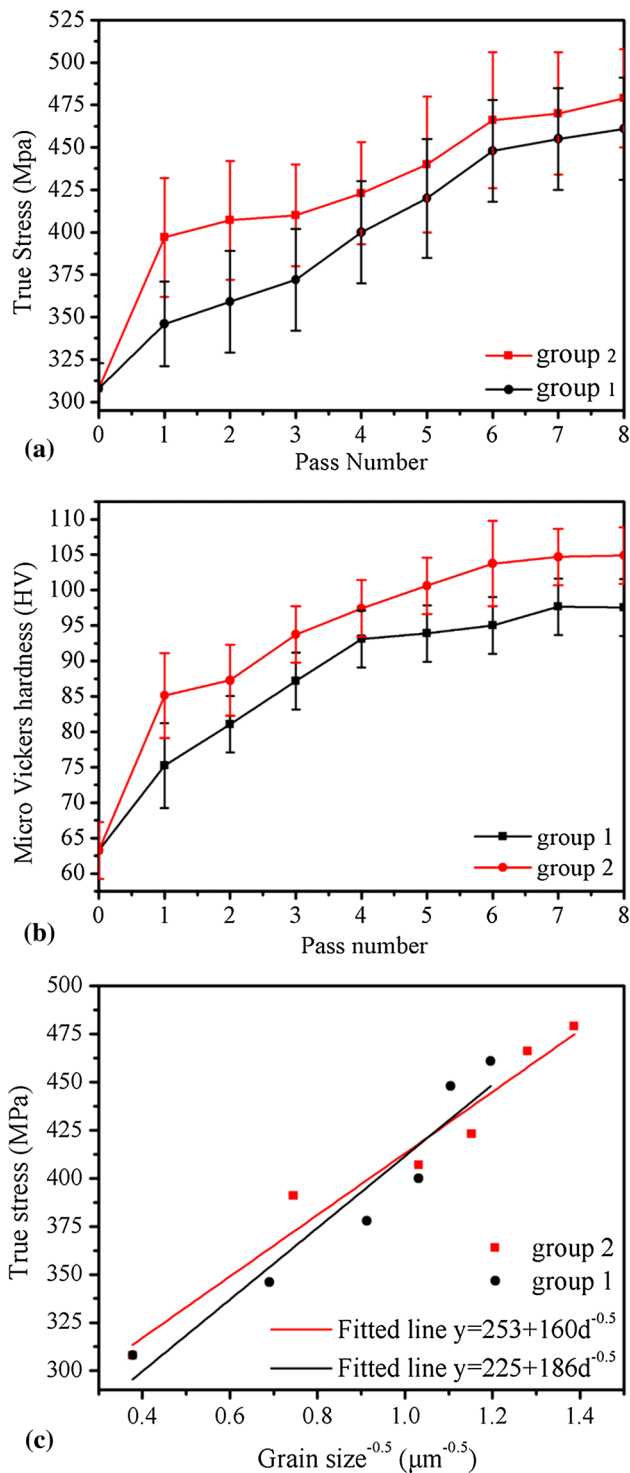 525
500
475
450
425
400
375
350
325
300
True Stress (Mpa)
group 2
group 1
0 1 2 3 4 5 6 7 8
Pass Number
(a)
110
105
100
95
90
85
80
75
70
65
60
Micro Vickers hardness (HV)
group 1
group 2
0 1 2 3 4 5 6 7 8
Pass number
(b)
500
475
450
425
400
375
350
325
300
True stress (MPa)
group 2
group 1
Fitted line y=253+160d^-0.5
Fitted line y=225+186d^-0.5
0.4 0.6 0.8 1.0 1.2 1.4
Grain size^-0.5 (μm^-0.5)
(c)